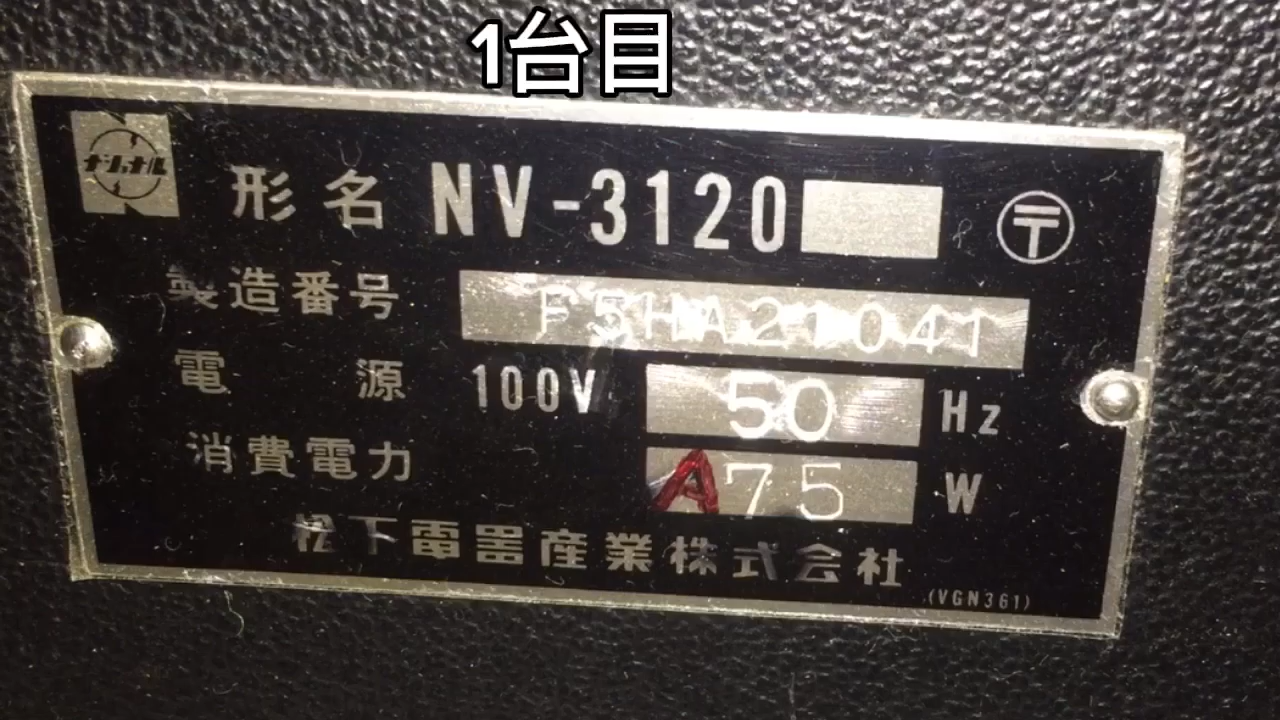 1台目
ナショナル
形名 NV-3120 〒
製造番号 F5HA21041
電源 100V 50 Hz
消費電力 A 75 W
松下電器産業株式会社
(VGN361)